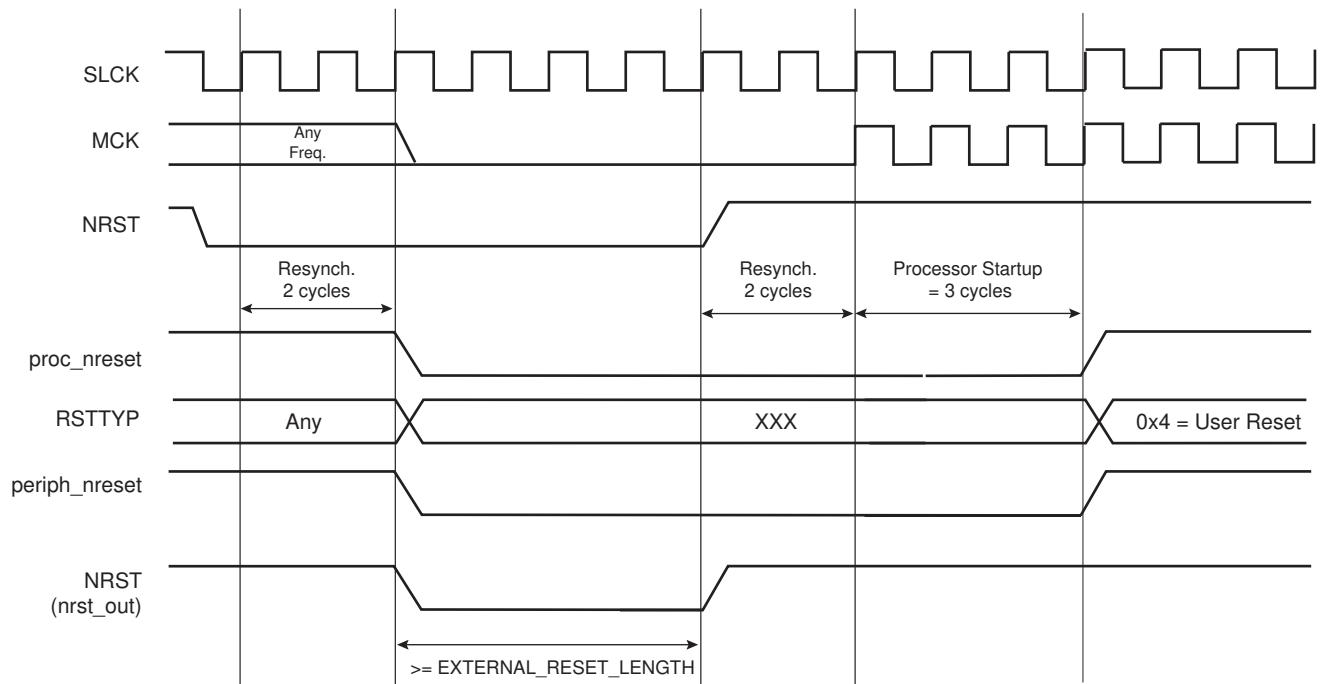 SLCK
MCK
Any
Freq.
NRST
Resynch.
2 cycles
Resynch.
2 cycles
Processor Startup
= 3 cycles
proc_nreset
RSTTYP
Any
XXX
0x4 = User Reset
periph_nreset
NRST
(nrst_out)
>= EXTERNAL_RESET_LENGTH